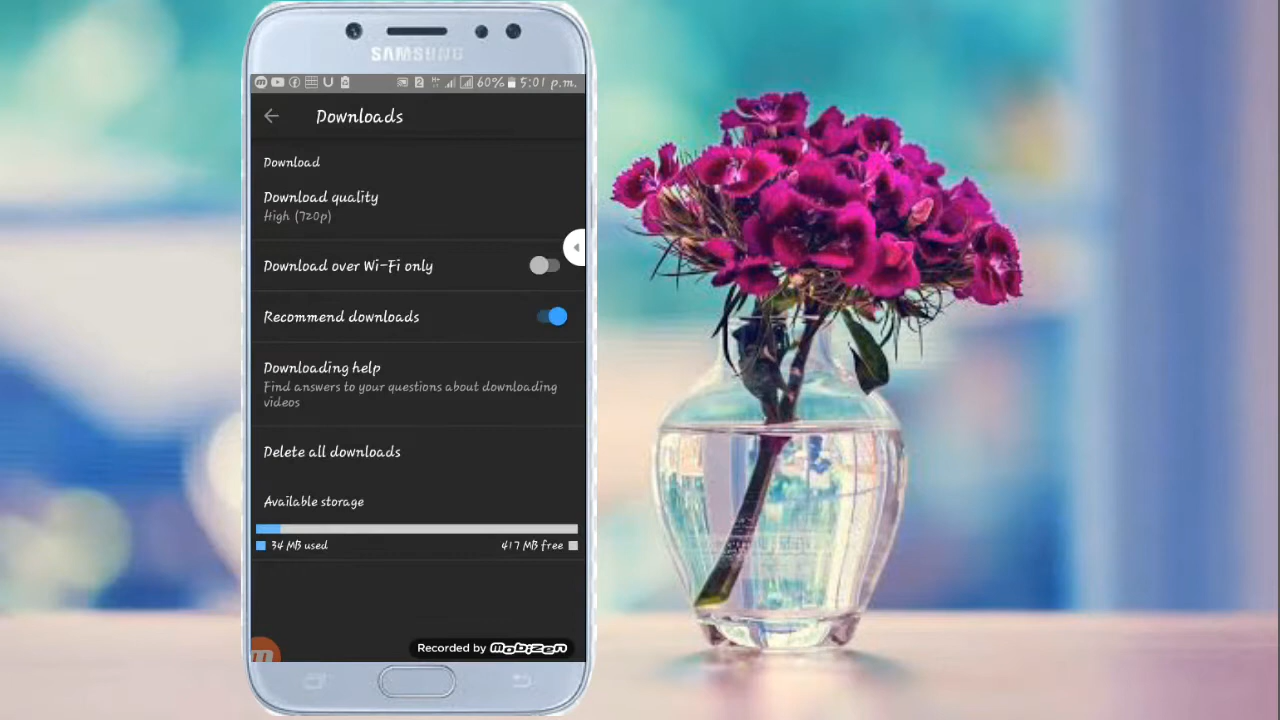 SAMSUNG
2 60% 5:01 p.m.
Downloads
Download
Download quality
High (720p)
Download over Wi-Fi only
Recommend downloads
Downloading help
Find answers to your questions about downloading
videos
Delete all downloads
Available storage
34 MB used 417 MB free
Recorded by mobizen